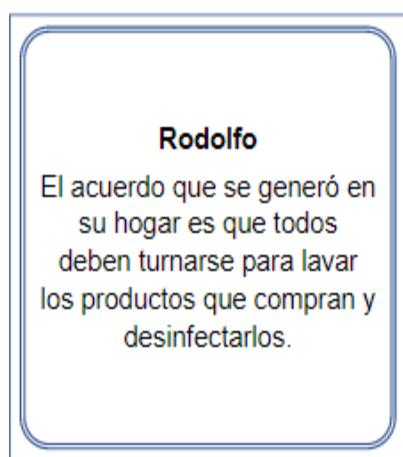 Rodolfo
El acuerdo que se generó en
su hogar es que todos
deben turnarse para lavar
los productos que compran y
desinfectarlos.